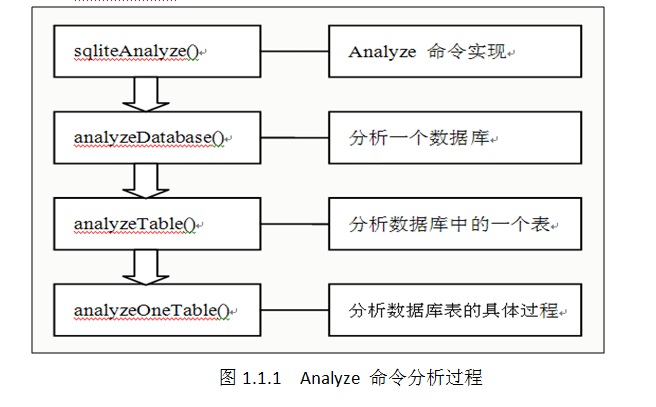 sqliteAnalyze()
Analyze 命令实现
analyzeDatabase()
分析一个数据库
analyzeTable()
分析数据库中的一个表
analyzeOneTable()
分析数据库表的具体过程
图 1.1.1 Analyze 命令分析过程